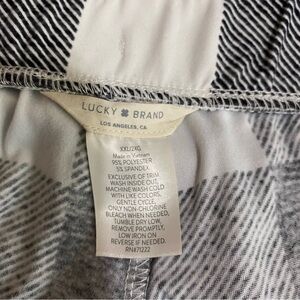 LUCKY BRAND
LOS ANGELES, CA
XXL/2XG
Made in Vietnam
95% POLYESTER
5% SPANDEX
EXCLUSIVE OF TRIM
WASH INSIDE OUT,
MACHINE WASH COLD
WITH LIKE COLORS,
GENTLE CYCLE,
ONLY NON-CHLORINE
BLEACH WHEN NEEDED,
TUMBLE DRY LOW,
REMOVE PROMPTLY,
LOW IRON ON
REVERSE IF NEEDED.
RN#71222